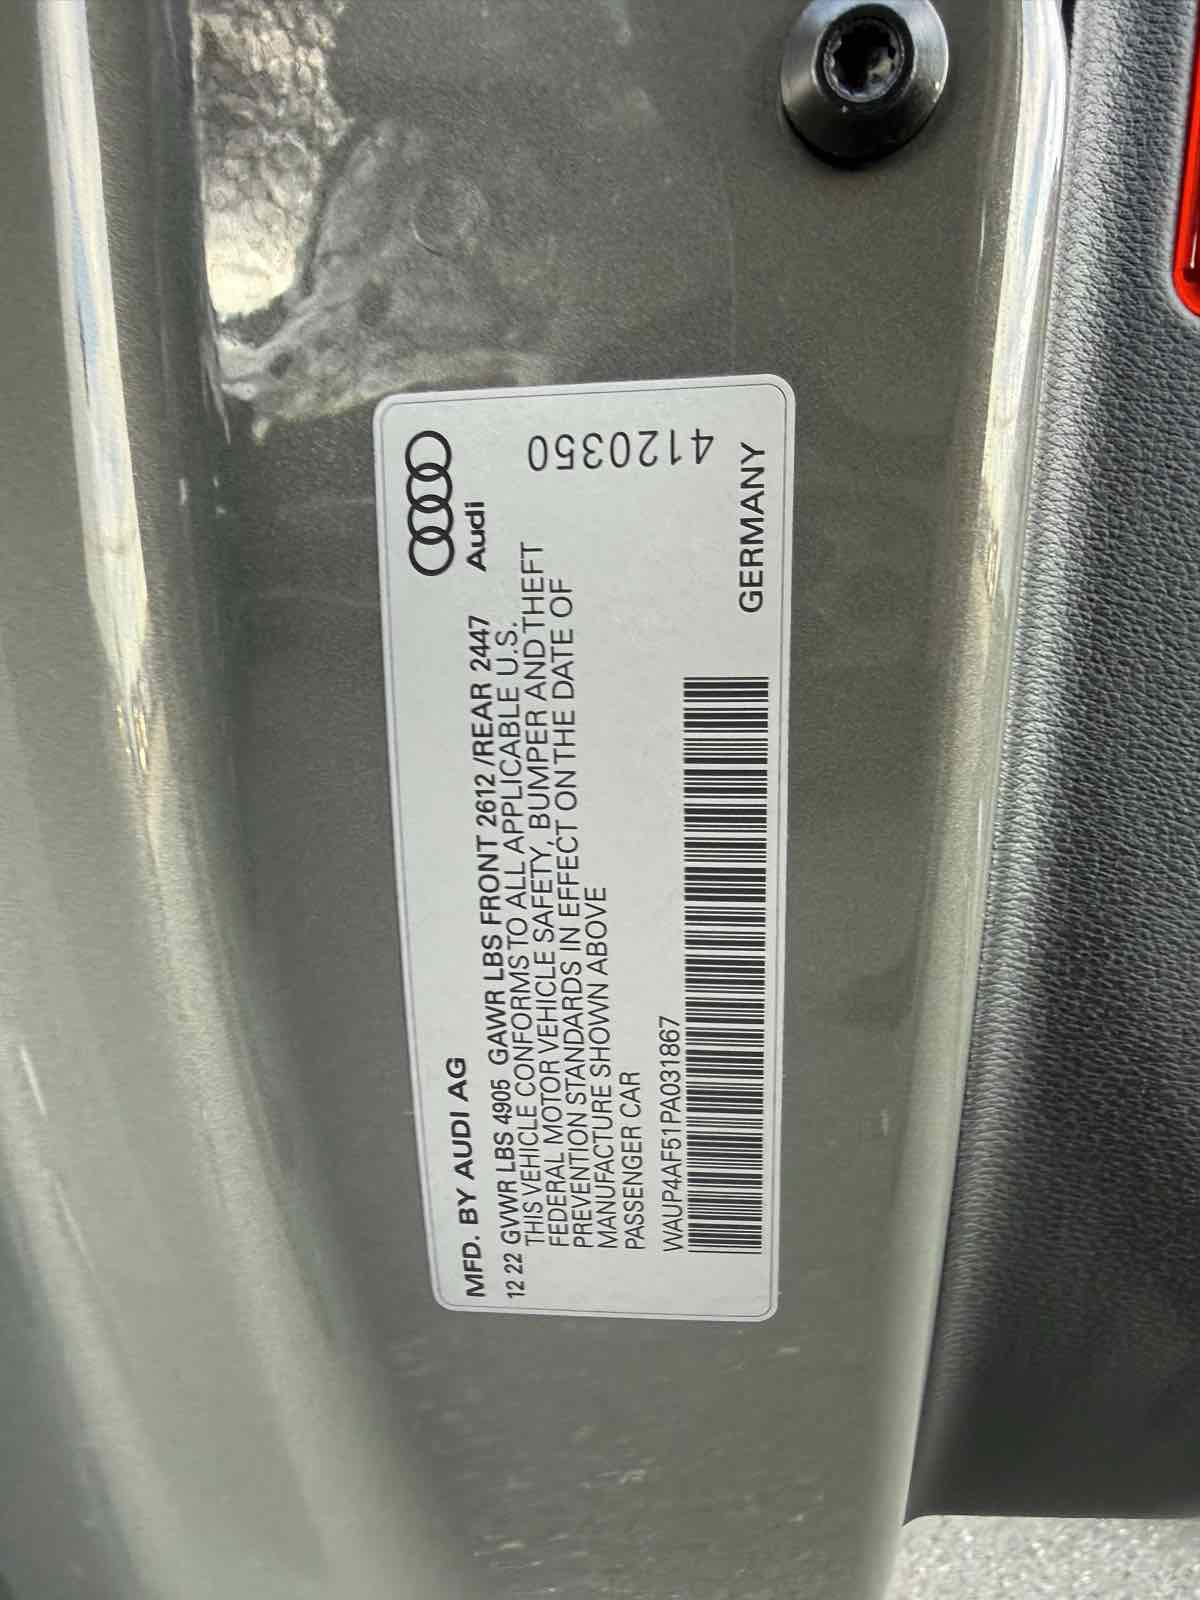 MFD. BY AUDI AG
Audi
12 22 GVWR LBS 4905 GAWR LBS FRONT 2612 /REAR 2447
THIS VEHICLE CONFORMS TO ALL APPLICABLE U.S.
FEDERAL MOTOR VEHICLE SAFETY, BUMPER AND THEFT
PREVENTION STANDARDS IN EFFECT ON THE DATE OF
MANUFACTURE SHOWN ABOVE
PASSENGER CAR
WAUP4AF51PA031867
4120350
GERMANY